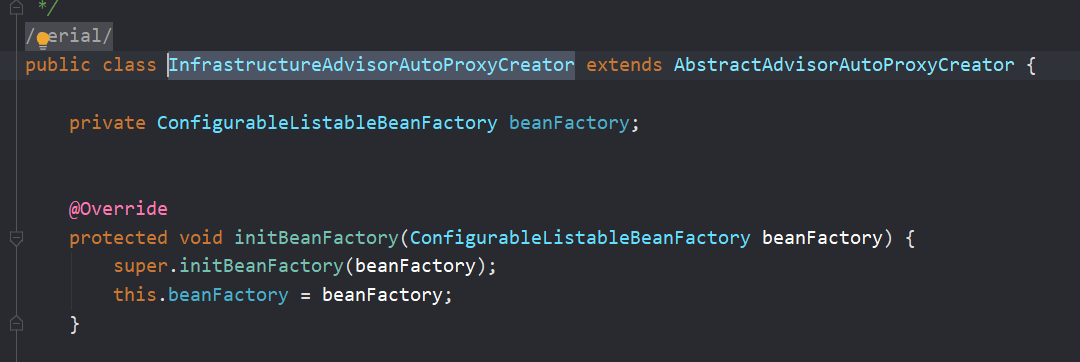 */
/ erial/
public class InfrastructureAdvisorAutoProxyCreator extends AbstractAdvisorAutoProxyCreator {
private ConfigurableListableBeanFactory beanFactory;
@Override
protected void initBeanFactory(ConfigurableListableBeanFactory beanFactory) {
super.initBeanFactory(beanFactory);
this.beanFactory = beanFactory;
}